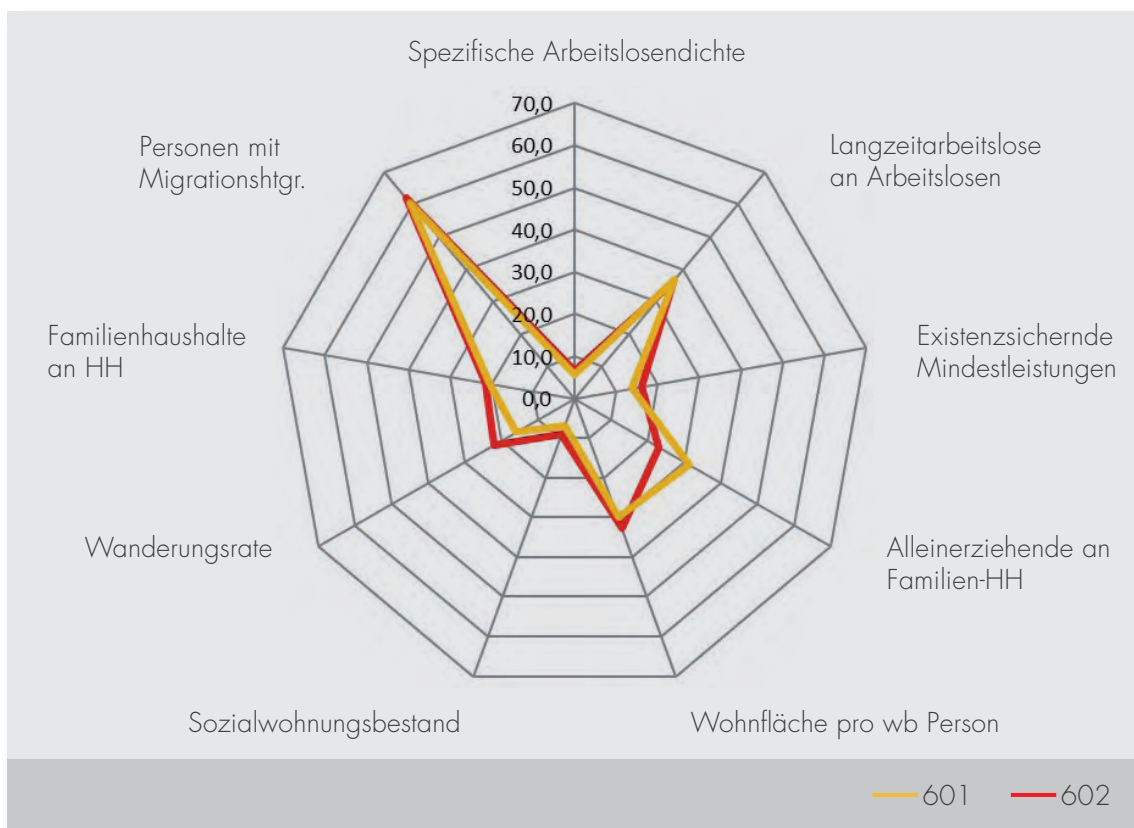 Spezifische Arbeitslosendichte
70,0
60,0
50,0
40,0
30,0
20,0
10,0
0,0
Langzeitarbeitslose
an Arbeitslosen
Existenzsichernde
Mindestleistungen
Alleinerziehende an
Familien-HH
Wohnfläche pro wb Person
Sozialwohnungsbestand
Wanderungsrate
Familienhaushalte
an HH
Personen mit
Migrationshtgr.
601
602